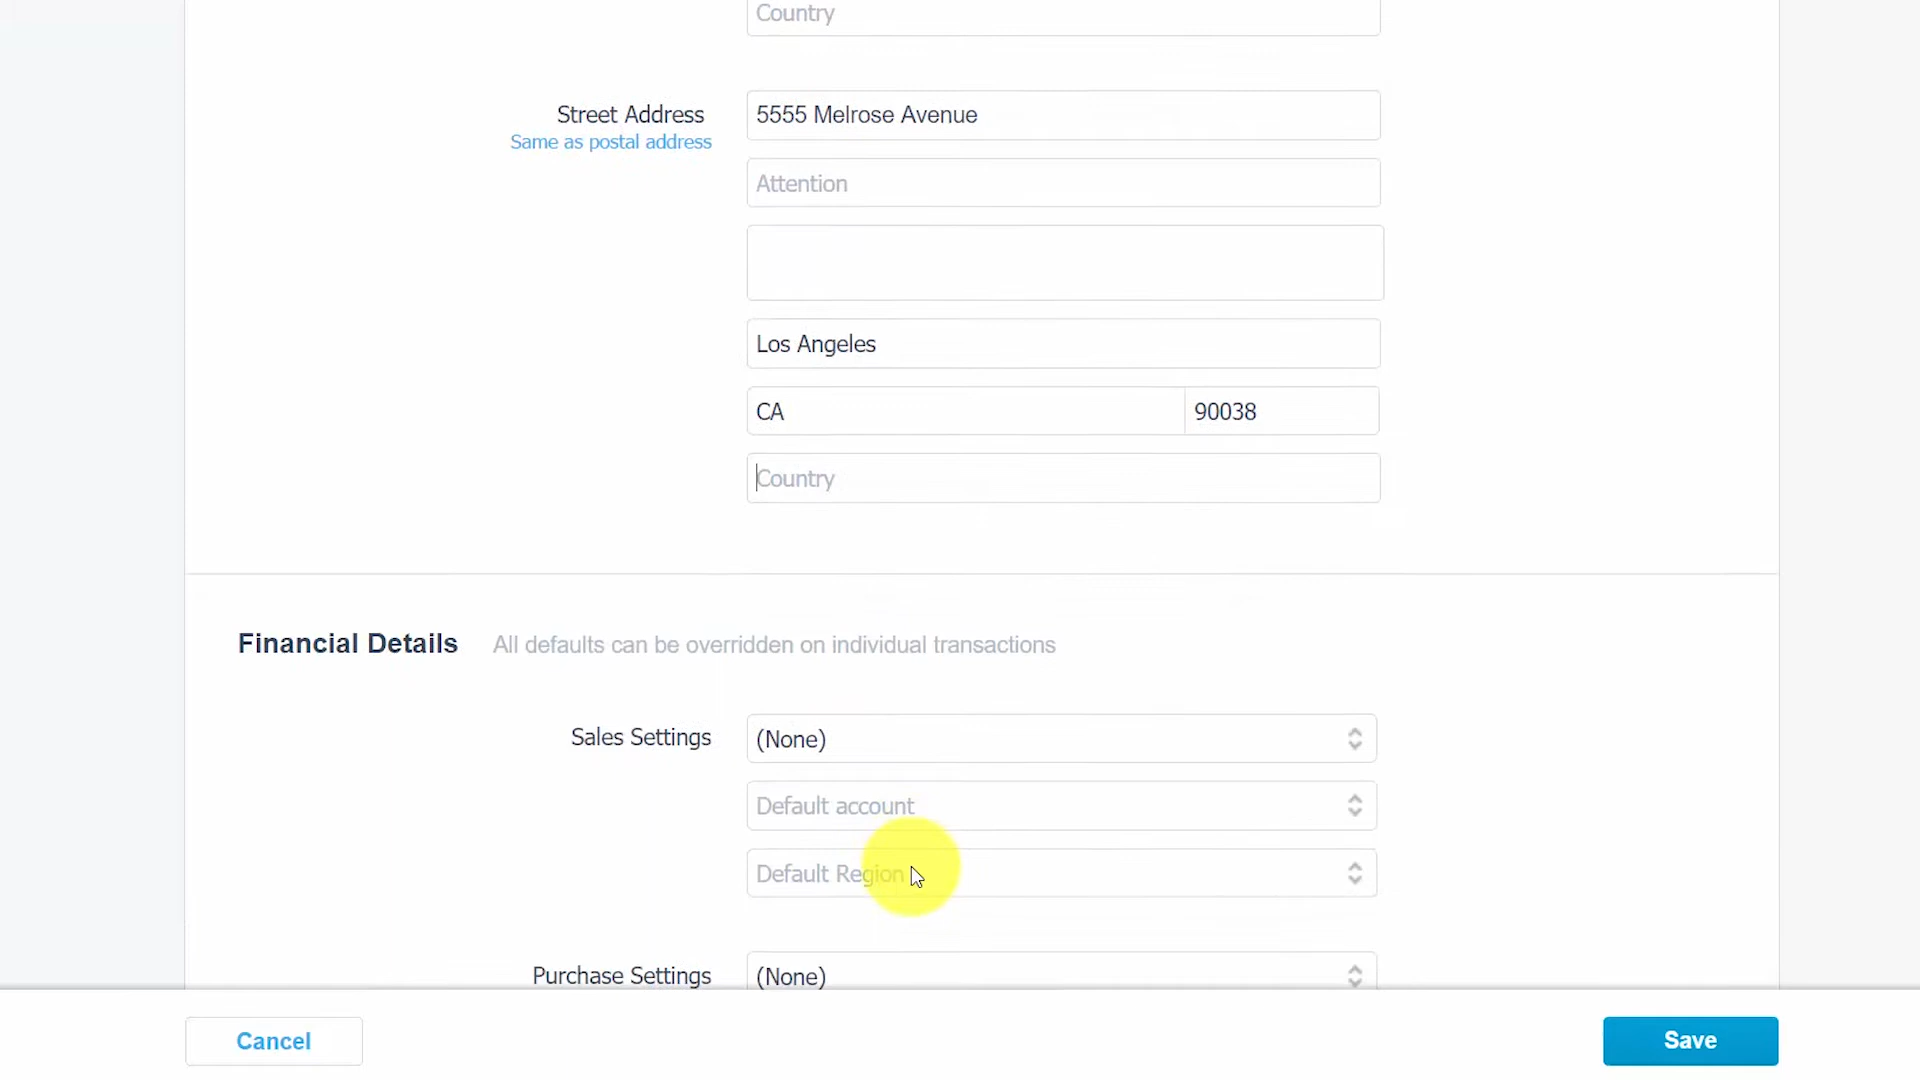 Country
Street Address
5555 Melrose Avenue
Same as postal address
Attention
Los Angeles
CA
90038
Country
Financial Details
All defaults can be overridden on individual transactions
Sales Settings
(None)
Default account
Default Region
Purchase Settings
(None)
Cancel
Save